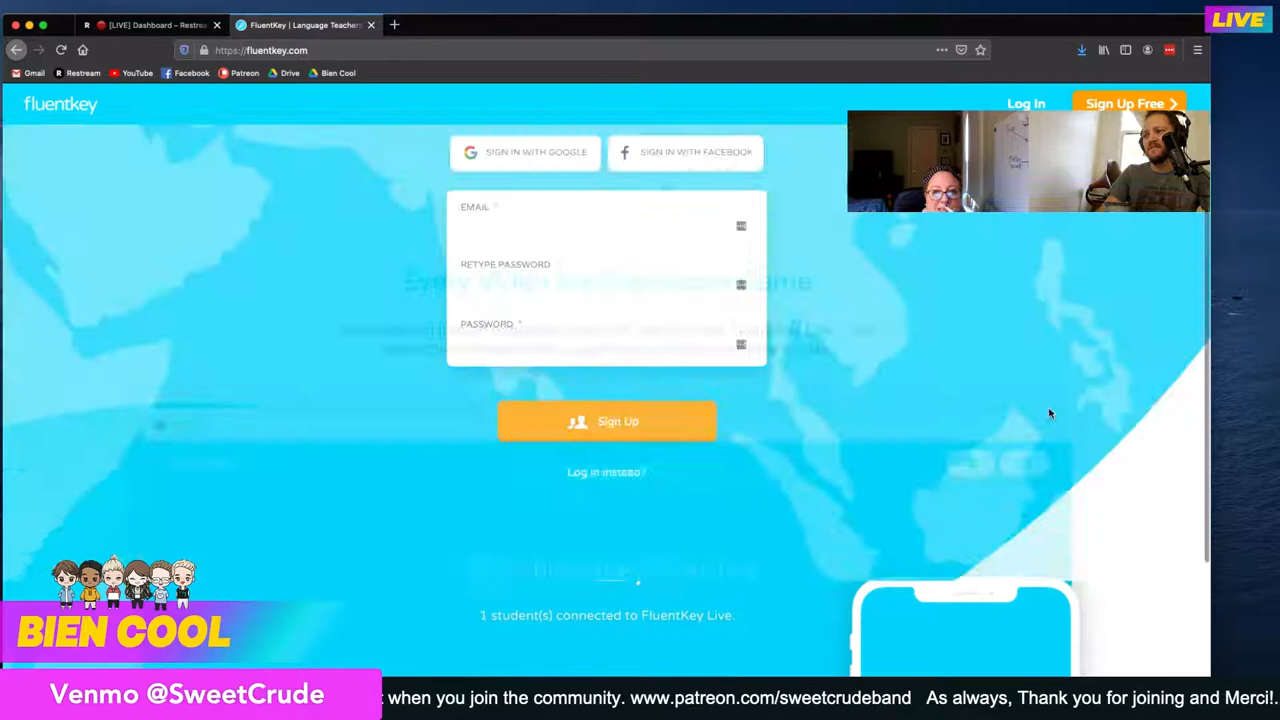 LIVE
[LIVE] Dashboard – Restrea
FluentKey | Language Teachers
https://fluentkey.com
Gmail
Restream
YouTube
Facebook
Patreon
Drive
Bien Cool
fluentkey
Log In
Sign Up Free
SIGN IN WITH GOOGLE
SIGN IN WITH FACEBOOK
EMAIL *
RETYPE PASSWORD
PASSWORD *
Sign Up
Log in instead?
1 student(s) connected to FluentKey Live.
BIEN COOL
Venmo @SweetCrude
t when you join the community. www.patreon.com/sweetcrudeband As always, Thank you for joining and Merci!.